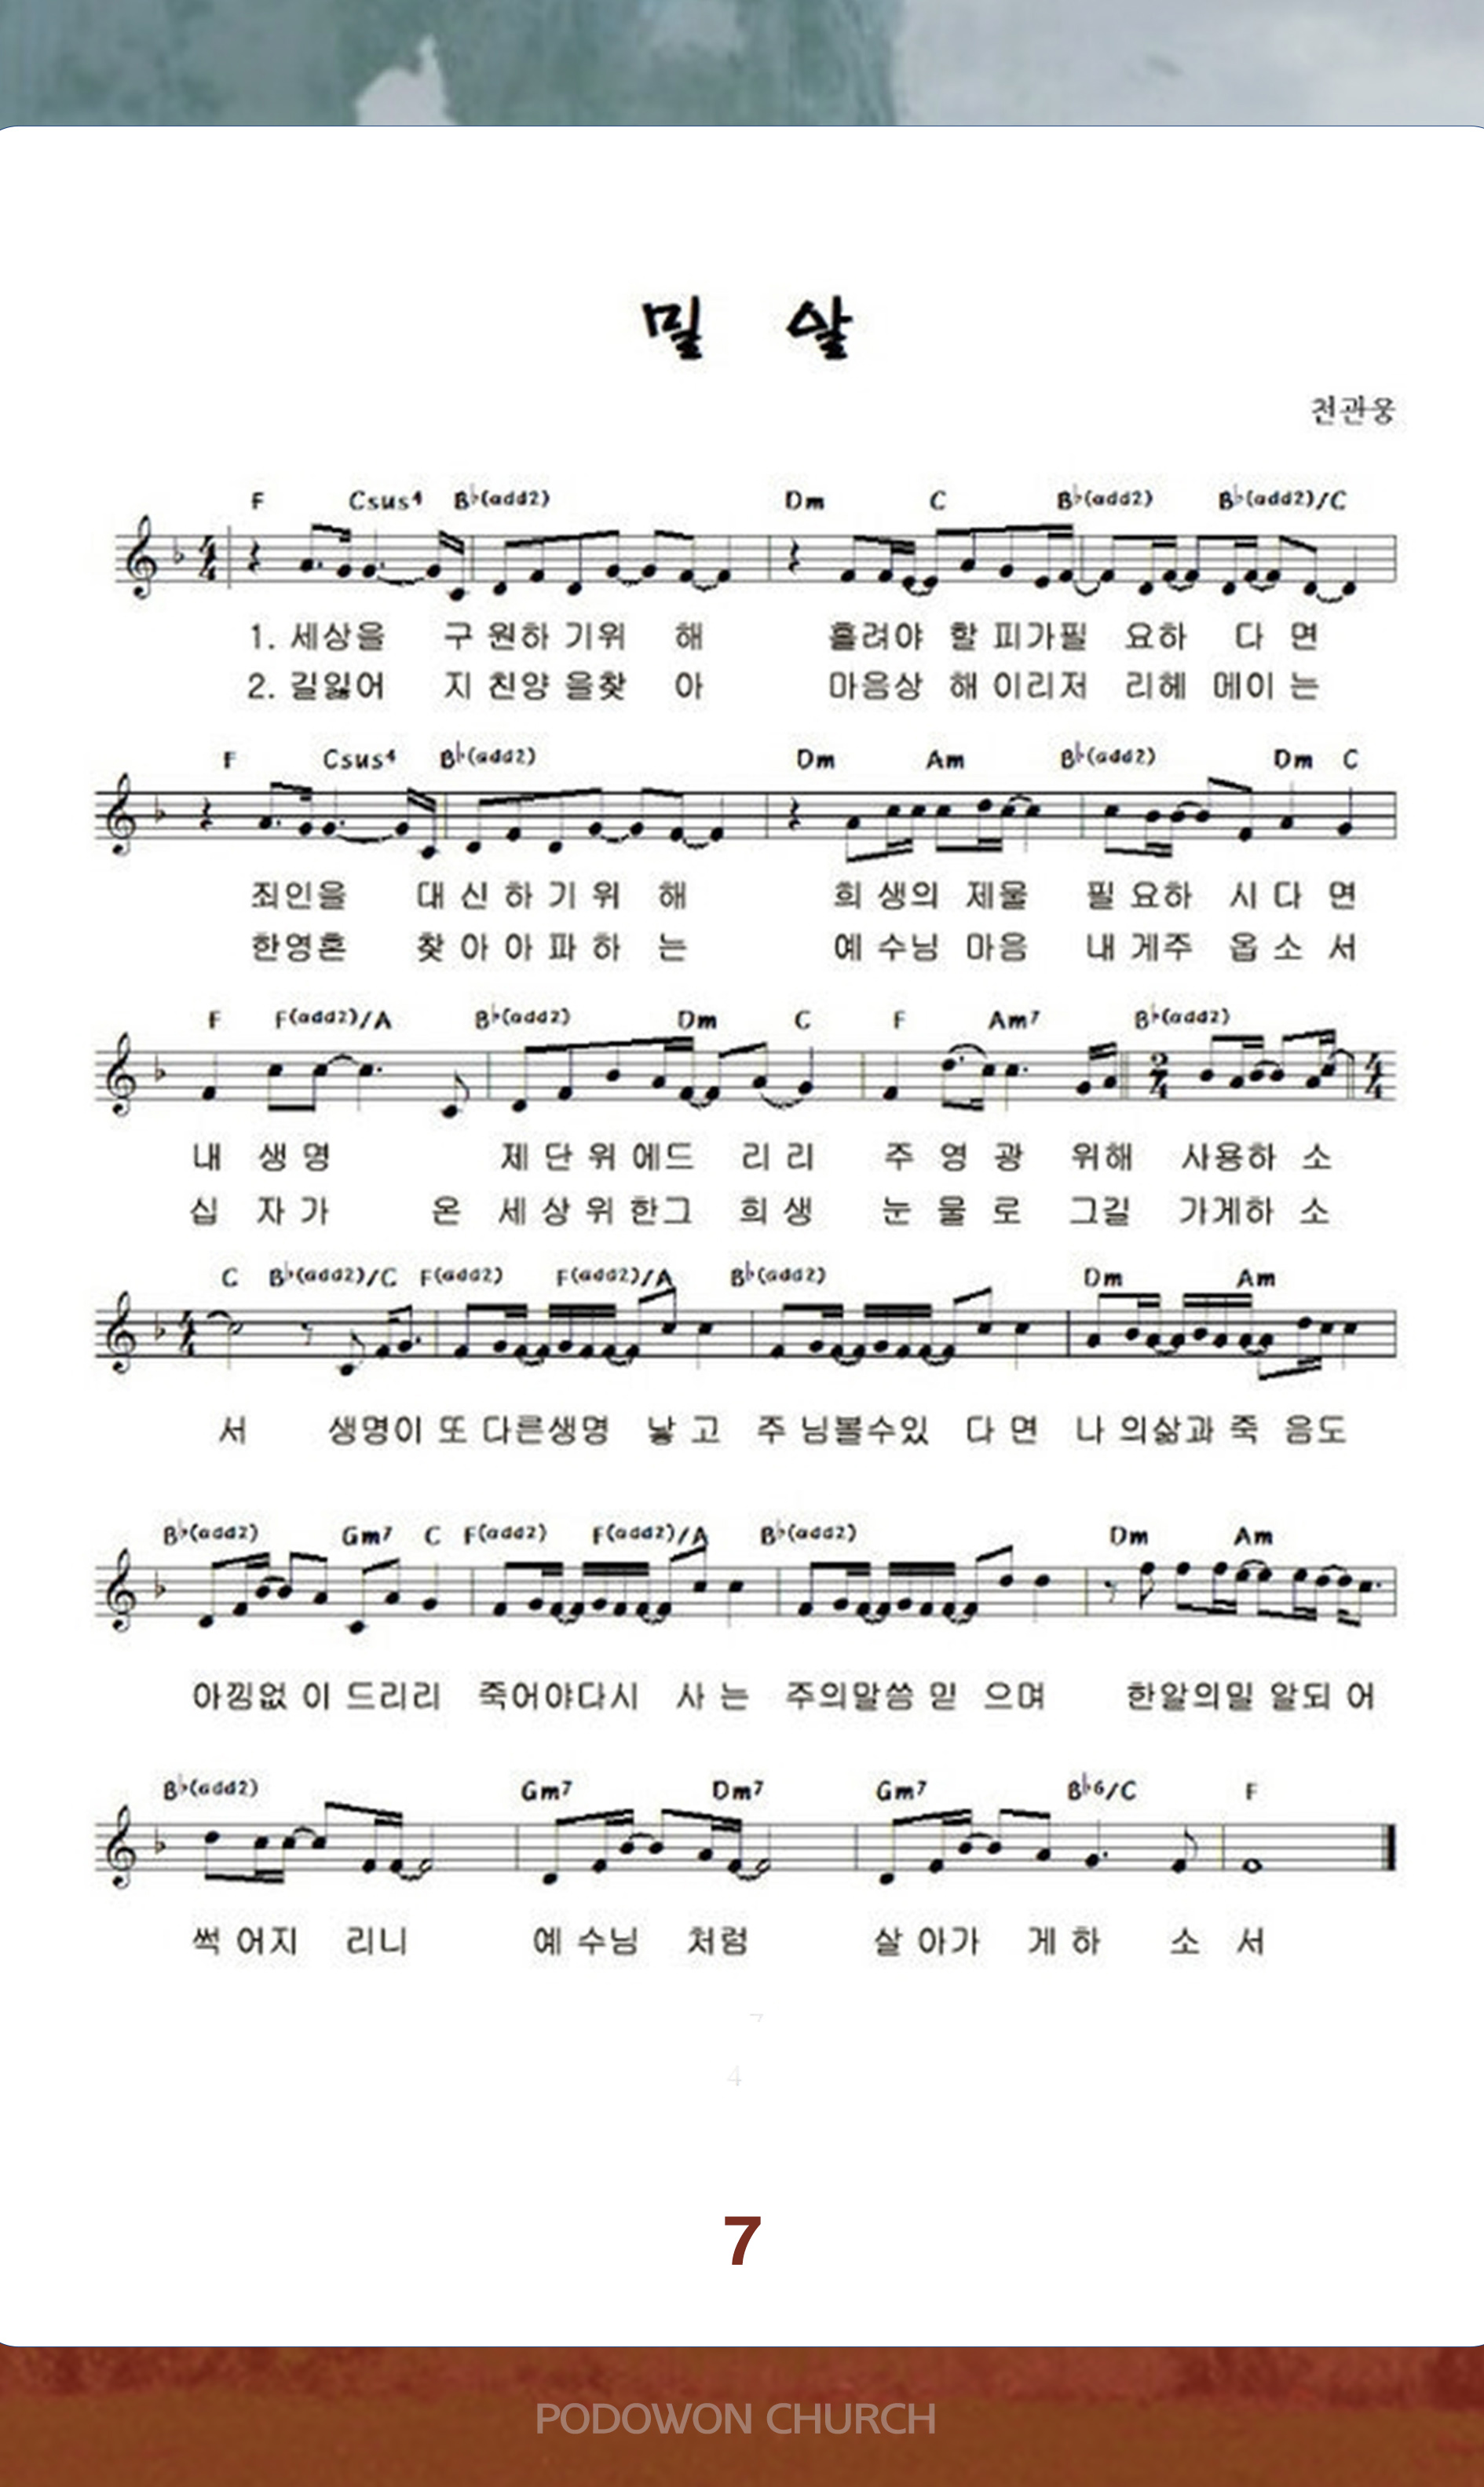 밀 알
천관웅
F Csus4 B♭(add2) Dm C B♭(add2) B♭(add2)/C
1. 세상을 구 원하 기위 해 흘려야 할 피가필 요하 다 면
2. 길잃어 지 친양 을찾 아 마음상 해 이리저 리헤 메이 는
F Csus4 B♭(add2) Dm Am B♭(add2) Dm C
죄인을 대 신 하 기 위 해 희 생의 제물 필 요하 시 다 면
한영혼 찾 아 아 파 하 는 예 수님 마음 내 게주 옵 소 서
F F(add2)/A B♭(add2) Dm C F Am7 B♭(add2)
내 생 명 제 단 위 에드 리 리 주 영 광 위해 사용하 소
십 자 가 온 세 상 위 한그 희 생 눈 물 로 그길 가게하 소
C B♭(add2)/C F(add2) F(add2)/A B♭(add2) Dm Am
서 생명이 또 다른생명 낳 고 주 님볼수있 다 면 나 의삶과 죽 음도
B♭(add2) Gm7 C F(add2) F(add2)/A B♭(add2) Dm Am
아낌없 이 드리리 죽어야다시 사 는 주의말씀 믿 으며 한알의밀 알되 어
B♭(add2) Gm7 Dm7 Gm7 B♭6/C F
썩 어지 리니 예 수님 처럼 살 아가 게 하 소 서
7
4
7
PODOWON CHURCH